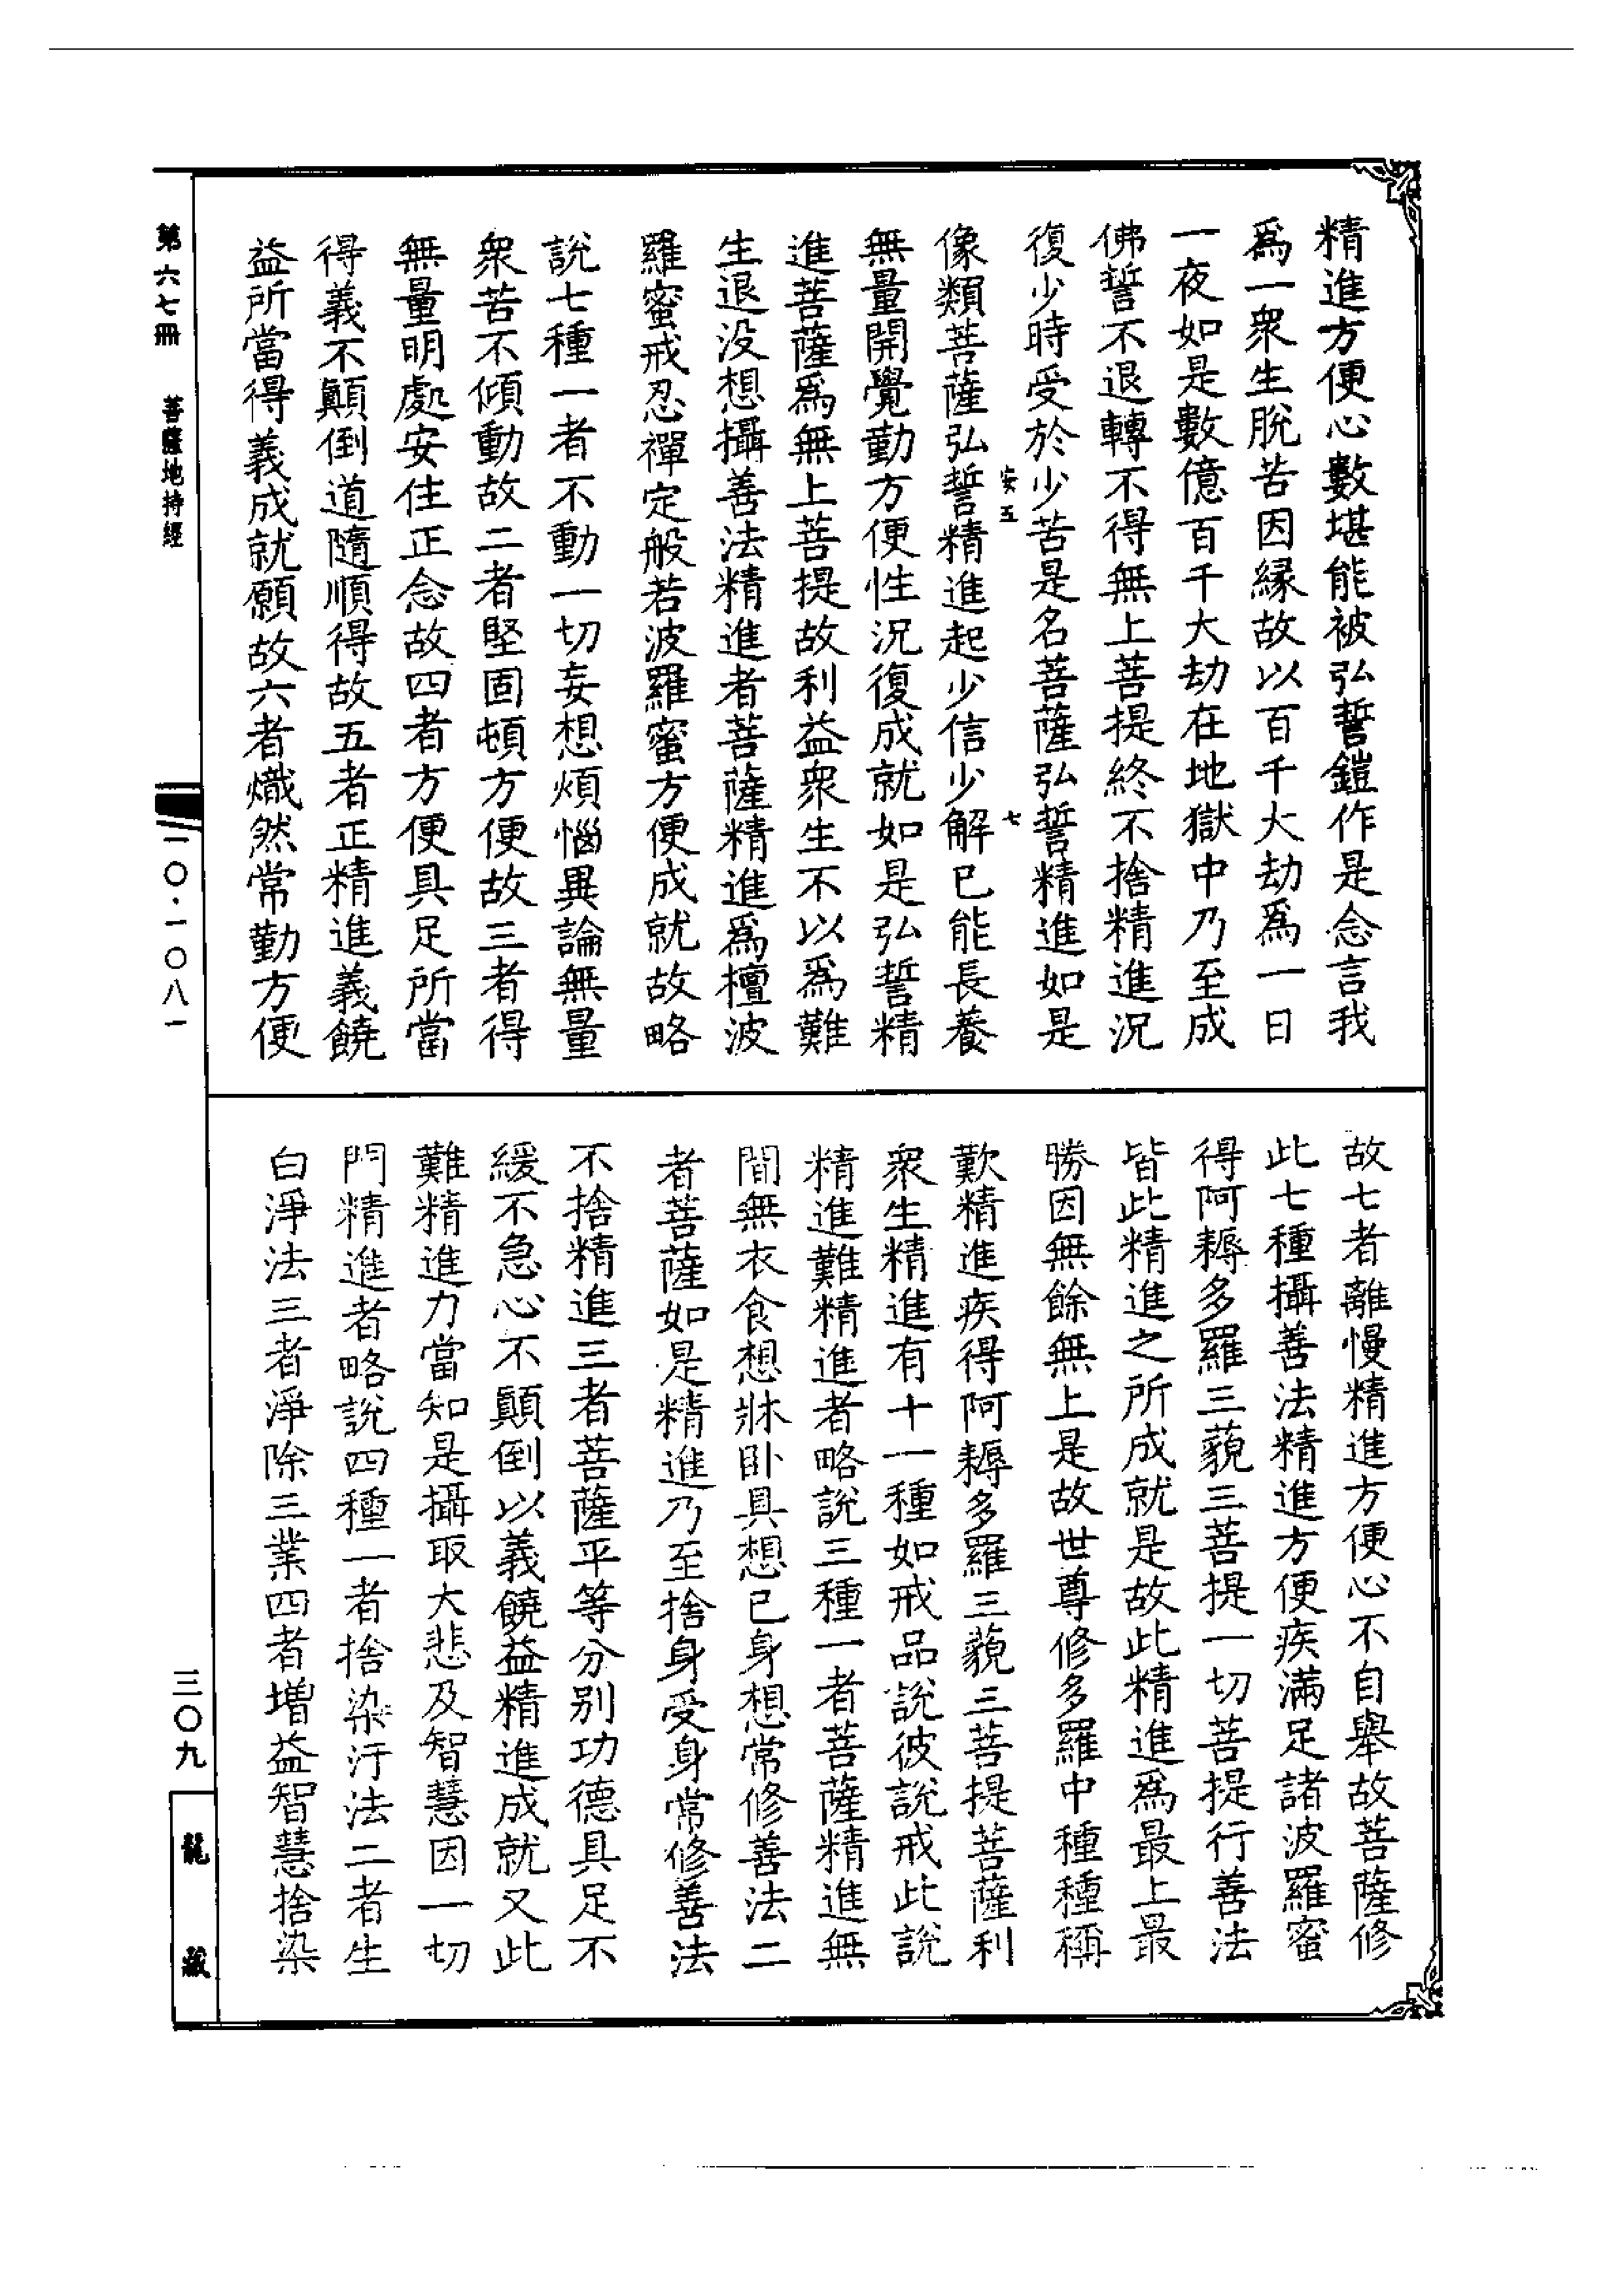 精進方便心數堪能被弘誓鎧作是念言我
爲一衆生脫苦因縁故以百千大劫爲一日
一夜如是數億百千大劫在地獄中乃至成
佛誓不退轉不得無上菩提終不捨精進況
復少時受於少苦是名菩薩弘誓精進如是
安五 七
像類菩薩弘誓精進起少信少解已能長養
無量開覺勤方便性況復成就如是弘誓精
進菩薩爲無上菩提故利益衆生不以爲難
生退没想攝善法精進者菩薩精進爲檀波
羅蜜戒忍禪定般若波羅蜜方便成就故略
說七種一者不動一切妄想煩惱異論無量
衆苦不傾動故二者堅固頓方便故三者得
無量明處安住正念故四者方便具足所當
得義不顚倒道隨順得故五者正精進義饒
益所當得義成就願故六者熾然常勤方便
故七者離慢精進方便心不自舉故菩薩修
此七種攝善法精進方便疾滿足諸波羅蜜
得阿耨多羅三藐三菩提一切菩提行善法
皆此精進之所成就是故此精進爲最上最
勝因無餘無上是故世尊修多羅中種種稱
歎精進疾得阿耨多羅三藐三菩提菩薩利
衆生精進有十一種如戒品說彼說戒此說
精進難精進者略說三種一者菩薩精進無
間無衣食想牀卧具想已身想常修善法二
者菩薩如是精進乃至捨身受身常修善法
不捨精進三者菩薩平等分别功德具足不
緩不急心不顚倒以義饒益精進成就又此
難精進力當知是攝取大悲及智慧因一切
門精進者略說四種一者捨染汙法二者生
白淨法三者淨除三業四者增益智慧捨染
第六七冊 菩薩地持經
一〇·一〇八一
三〇九
龍藏